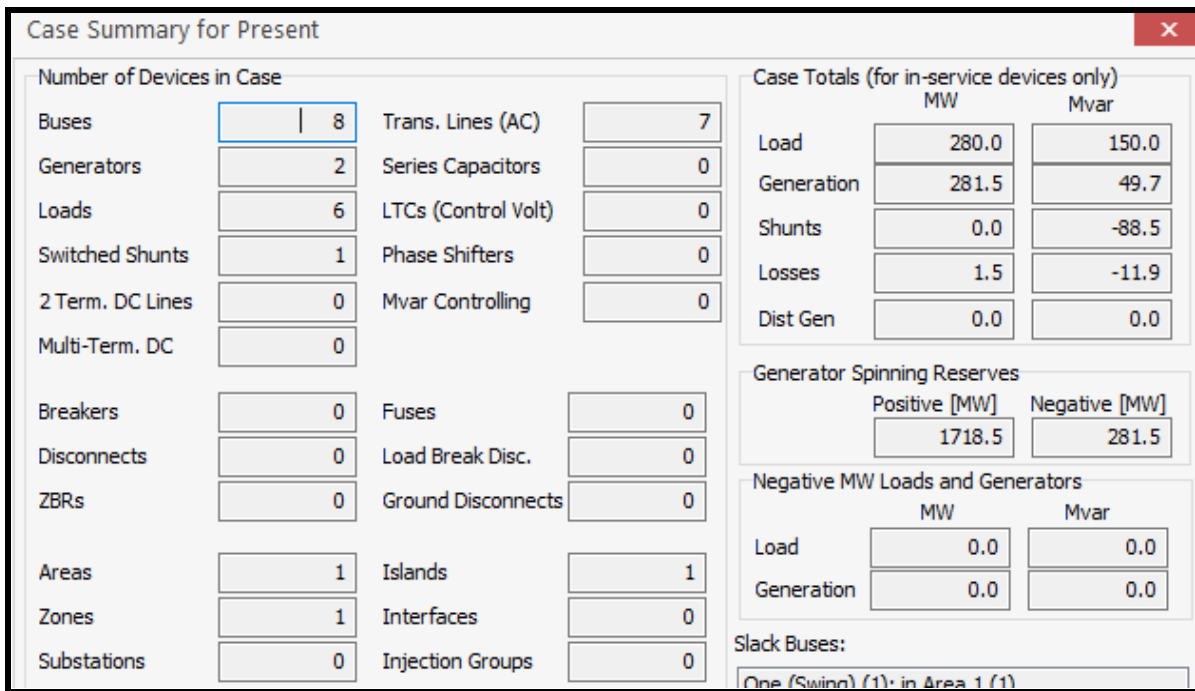 Case Summary for Present
Number of Devices in Case
Buses 8 Trans. Lines (AC) 7
Generators 2 Series Capacitors 0
Loads 6 LTCs (Control Volt) 0
Switched Shunts 1 Phase Shifters 0
2 Term. DC Lines 0 Mvar Controlling 0
Multi-Term. DC 0
Breakers 0 Fuses 0
Disconnects 0 Load Break Disc. 0
ZBRs 0 Ground Disconnects 0
Areas 1 Islands 1
Zones 1 Interfaces 0
Substations 0 Injection Groups 0
Case Totals (for in-service devices only)
MW Mvar
Load 280.0 150.0
Generation 281.5 49.7
Shunts 0.0 -88.5
Losses 1.5 -11.9
Dist Gen 0.0 0.0
Generator Spinning Reserves
Positive [MW] Negative [MW]
1718.5 281.5
Negative MW Loads and Generators
MW Mvar
Load 0.0 0.0
Generation 0.0 0.0
Slack Buses:
One (Swing) (1): in Area 1 (1)